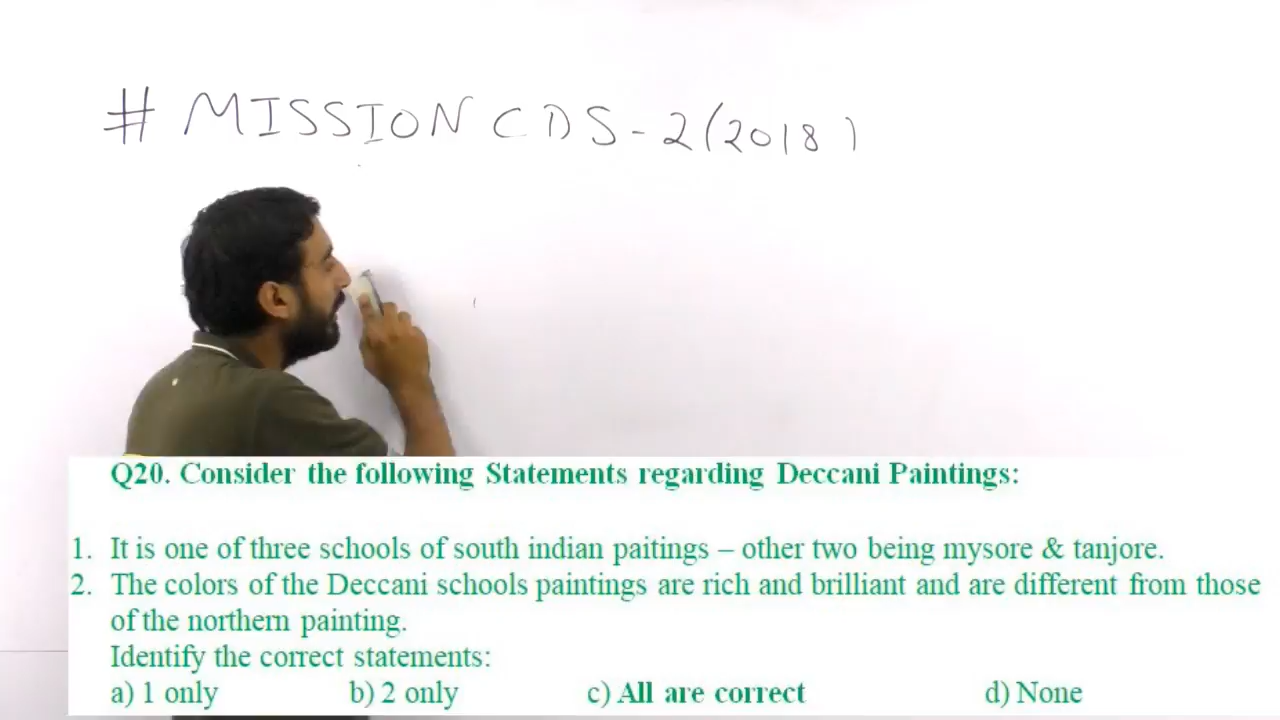 # MISSION CDS-2(2018)
Q20. Consider the following Statements regarding Deccani Paintings:
1. It is one of three schools of south indian paitings – other two being mysore & tanjore.
2. The colors of the Deccani schools paintings are rich and brilliant and are different from those
of the northern painting.
Identify the correct statements:
a) 1 only b) 2 only c) All are correct d) None